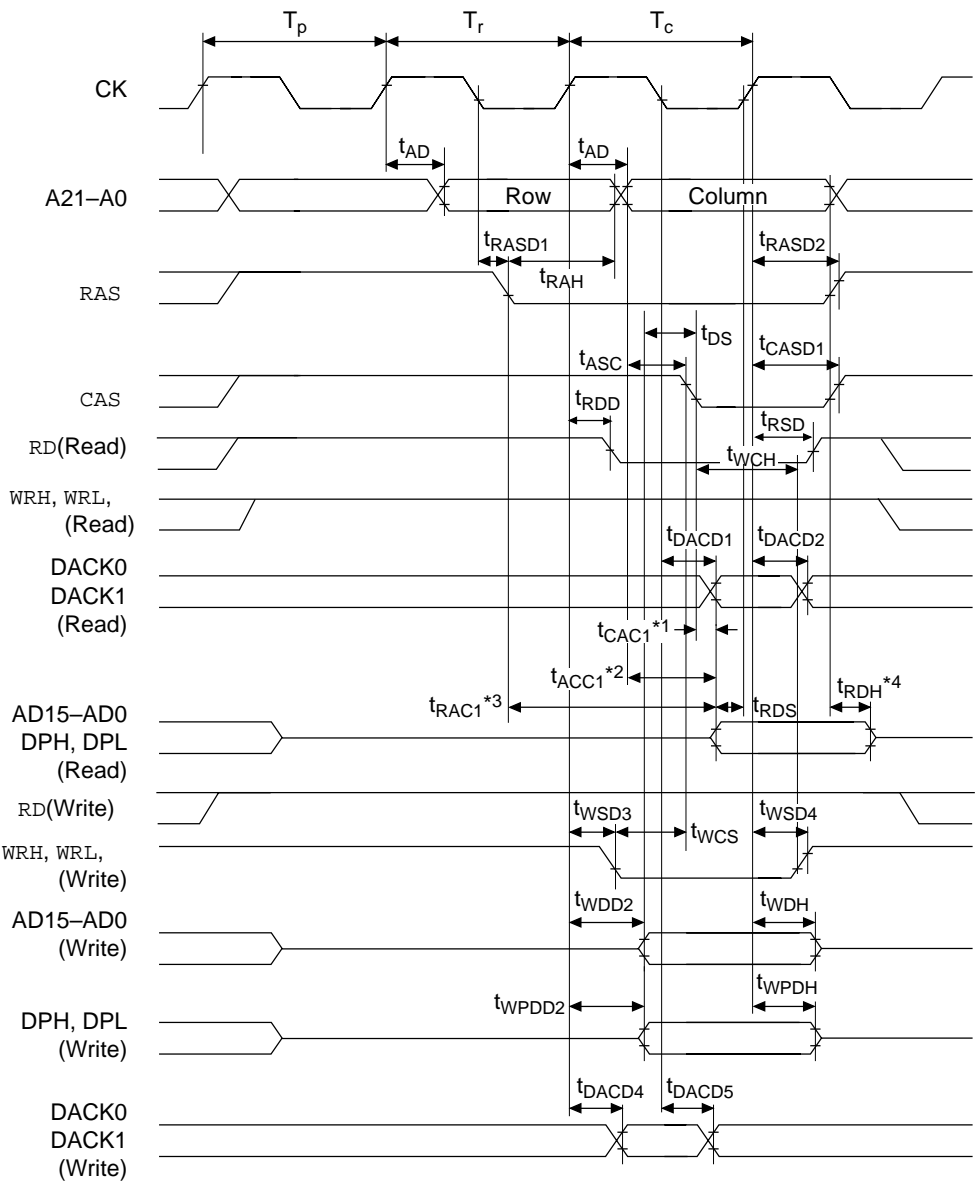 Tp Tr Tc
CK
tAD tAD
A21–A0 Row Column
tRASD1 tRASD2
tRAH
RAS
tDS
tASC tCASD1
CAS
tRDD
RD(Read) tRSD
tWCH
WRH, WRL,
(Read)
tDACD1 tDACD2
DACK0
DACK1
(Read)
tCAC1*1
tACC1*2
tRAC1*3 tRDS tRDH*4
AD15–AD0
DPH, DPL
(Read)
RD(Write)
tWSD3 tWCS tWSD4
WRH, WRL,
(Write)
AD15–AD0 tWDD2 tWDH
(Write)
tWPDD2 tWPDH
DPH, DPL
(Write)
tDACD4 tDACD5
DACK0
DACK1
(Write)